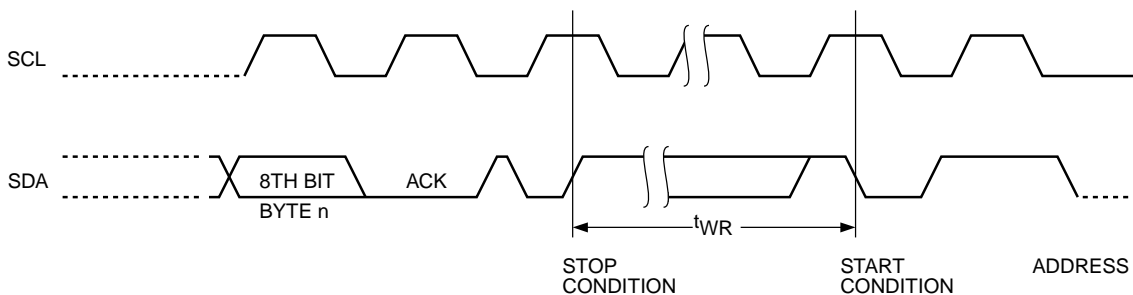 SCL
SDA
8TH BIT
ACK
BYTE n
tWR
STOP
CONDITION
START
CONDITION
ADDRESS